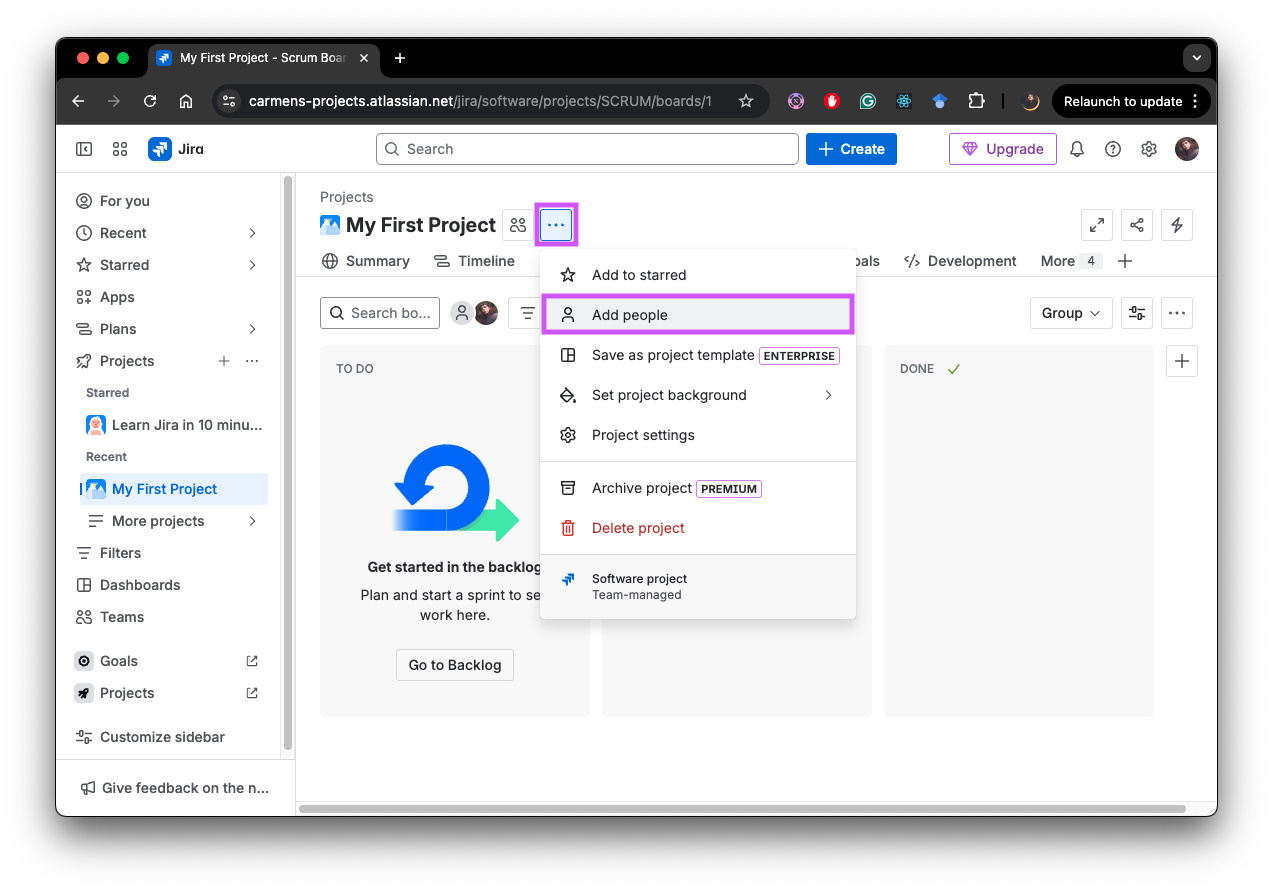 My First Project - Scrum Boar
carmens-projects.atlassian.net/jira/software/projects/SCRUM/boards/1
Relaunch to update
Jira
Search
Create
Upgrade
For you
Recent
Starred
Apps
Plans
Projects
Starred
Learn Jira in 10 minu...
Recent
My First Project
More projects
Filters
Dashboards
Teams
Goals
Projects
Customize sidebar
Give feedback on the n...
Projects
My First Project
Summary
Timeline
Development
More 4
Search bo...
Group
TO DO
DONE
Get started in the backlog
Plan and start a sprint to se
work here.
Go to Backlog
Add to starred
Add people
Save as project template ENTERPRISE
Set project background
Project settings
Archive project PREMIUM
Delete project
Software project
Team-managed